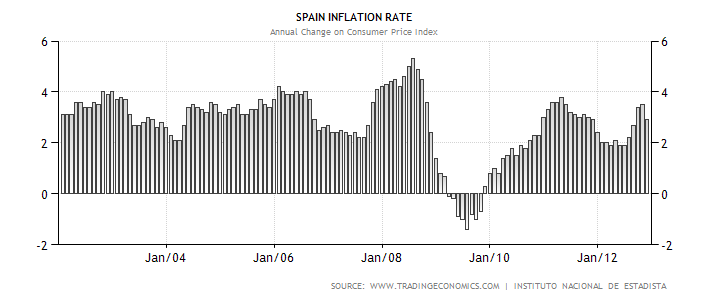 SPAIN INFLATION RATE
Annual Change on Consumer Price Index
6 6
4 4
2 2
0 0
-2 -2
Jan/04 Jan/06 Jan/08 Jan/10 Jan/12
SOURCE: WWW.TRADINGECONOMICS.COM | INSTITUTO NACIONAL DE ESTADISTA